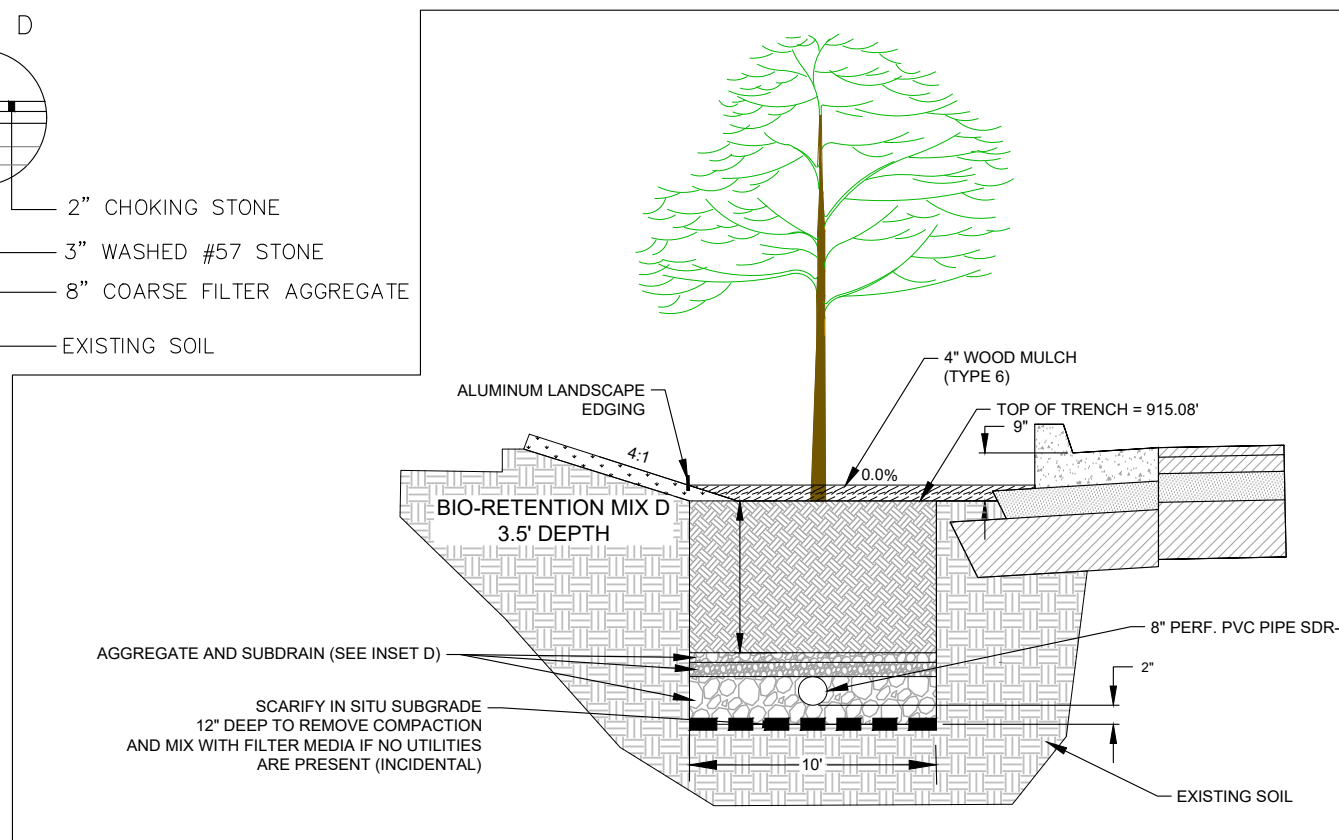 D
2" CHOKING STONE
3" WASHED #57 STONE
8" COARSE FILTER AGGREGATE
EXISTING SOIL
4" WOOD MULCH
(TYPE 6)
ALUMINUM LANDSCAPE
EDGING
TOP OF TRENCH = 915.08'
9"
4:1
0.0%
BIO-RETENTION MIX D
3.5' DEPTH
8" PERF. PVC PIPE SDR-
AGGREGATE AND SUBDRAIN (SEE INSET D)
2"
SCARIFY IN SITU SUBGRADE
12" DEEP TO REMOVE COMPACTION
AND MIX WITH FILTER MEDIA IF NO UTILITIES
ARE PRESENT (INCIDENTAL)
10'
EXISTING SOIL